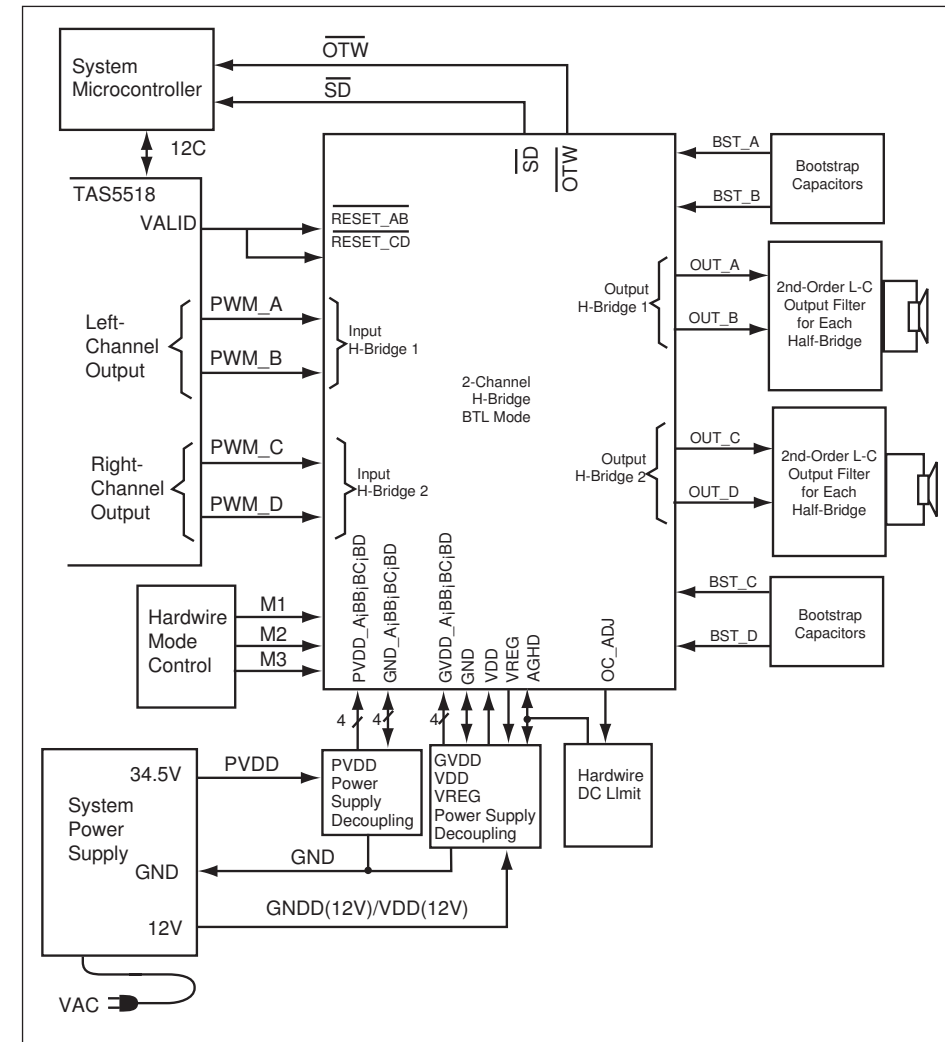 System
Microcontroller
OTW
SD
12C
TAS5518
VALID
RESET_AB
RESET_CD
SD
OTW
BST_A
BST_B
Bootstrap
Capacitors
Left-
Channel
Output
PWM_A
PWM_B
Input
H-Bridge 1
Output
H-Bridge 1
OUT_A
OUT_B
2nd-Order L-C
Output Filter
for Each
Half-Bridge
2-Channel
H-Bridge
BTL Mode
Right-
Channel
Output
PWM_C
PWM_D
Input
H-Bridge 2
Output
H-Bridge 2
OUT_C
OUT_D
2nd-Order L-C
Output Filter
for Each
Half-Bridge
Hardwire
Mode
Control
M1
M2
M3
PVDD_A¡BB¡BC¡BD
GND_A¡BB¡BC¡BD
GVDD_A¡BB¡BC¡BD
GND
VDD
VREG
AGHD
OC_ADJ
BST_C
BST_D
Bootstrap
Capacitors
4
4
4
System
Power
Supply
34.5V
GND
12V
PVDD
PVDD
Power
Supply
Decoupling
GVDD
VDD
VREG
Power Supply
Decoupling
Hardwire
DC LImit
GND
GNDD(12V)/VDD(12V)
VAC